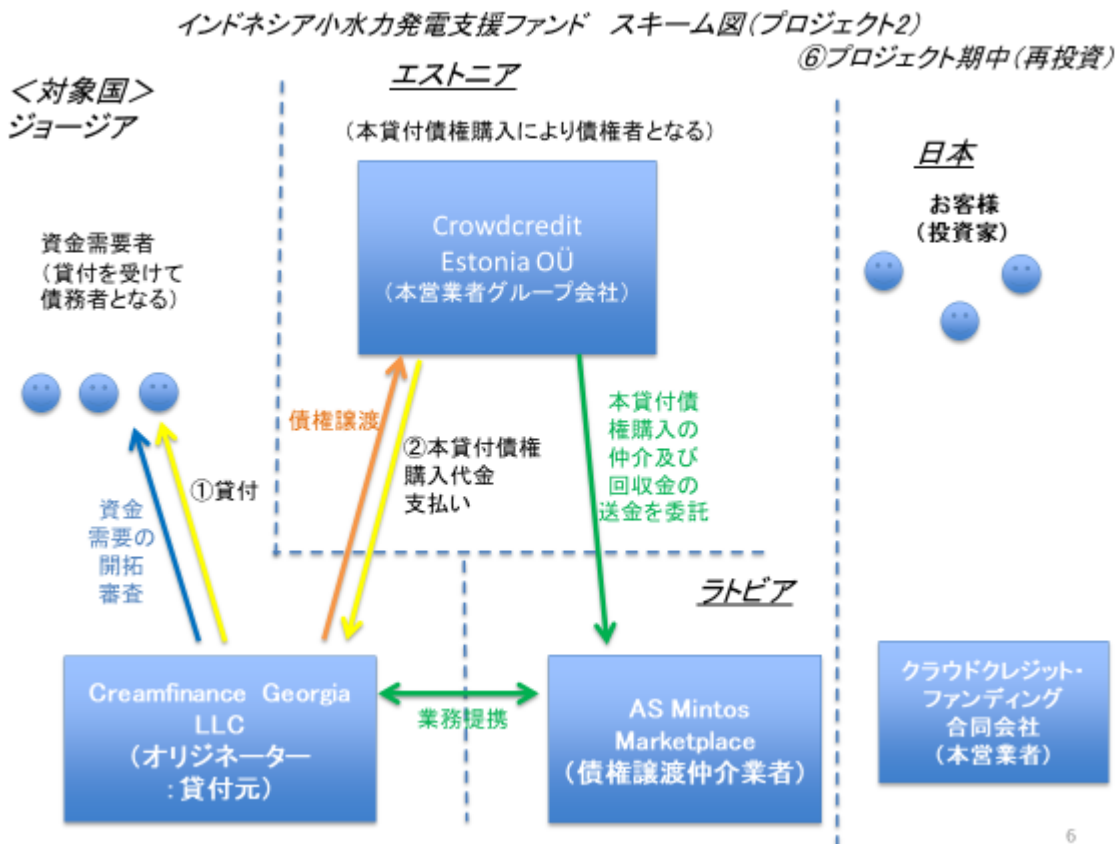 インドネシア小水力発電支援ファンド　スキーム図(プロジェクト2)
⑥プロジェクト期中(再投資)
＜対象国＞
ジョージア
エストニア
(本貸付債権購入により債権者となる)
日本
お客様
(投資家)
Crowdcredit
Estonia OÜ
(本営業者グループ会社)
資金需要者
(貸付を受けて
債務者となる)
債権譲渡
②本貸付債権
購入代金
支払い
本貸付債
権購入の
仲介及び
回収金の
送金を委託
①貸付
資金
需要の
開拓
審査
ラトビア
Creamfinance Georgia
LLC
(オリジネーター
:貸付元)
業務提携
AS Mintos
Marketplace
(債権譲渡仲介業者)
クラウドクレジット・
ファンディング
合同会社
(本営業者)
6